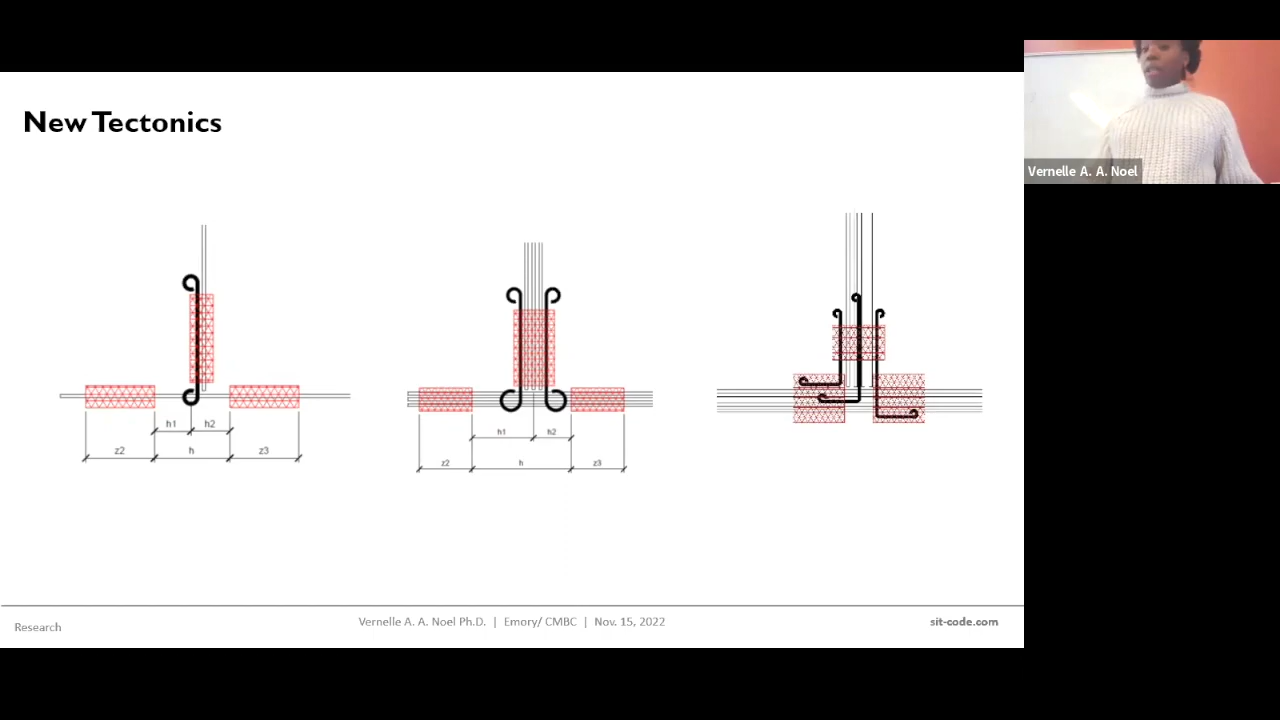 New Tectonics
Vernelle A. A. Noel
h1 h2
z2 h z3
h1 h2
z2 h z3
Research
Vernelle A. A. Noel Ph.D. | Emory/ CMBC | Nov. 15, 2022
sit-code.com